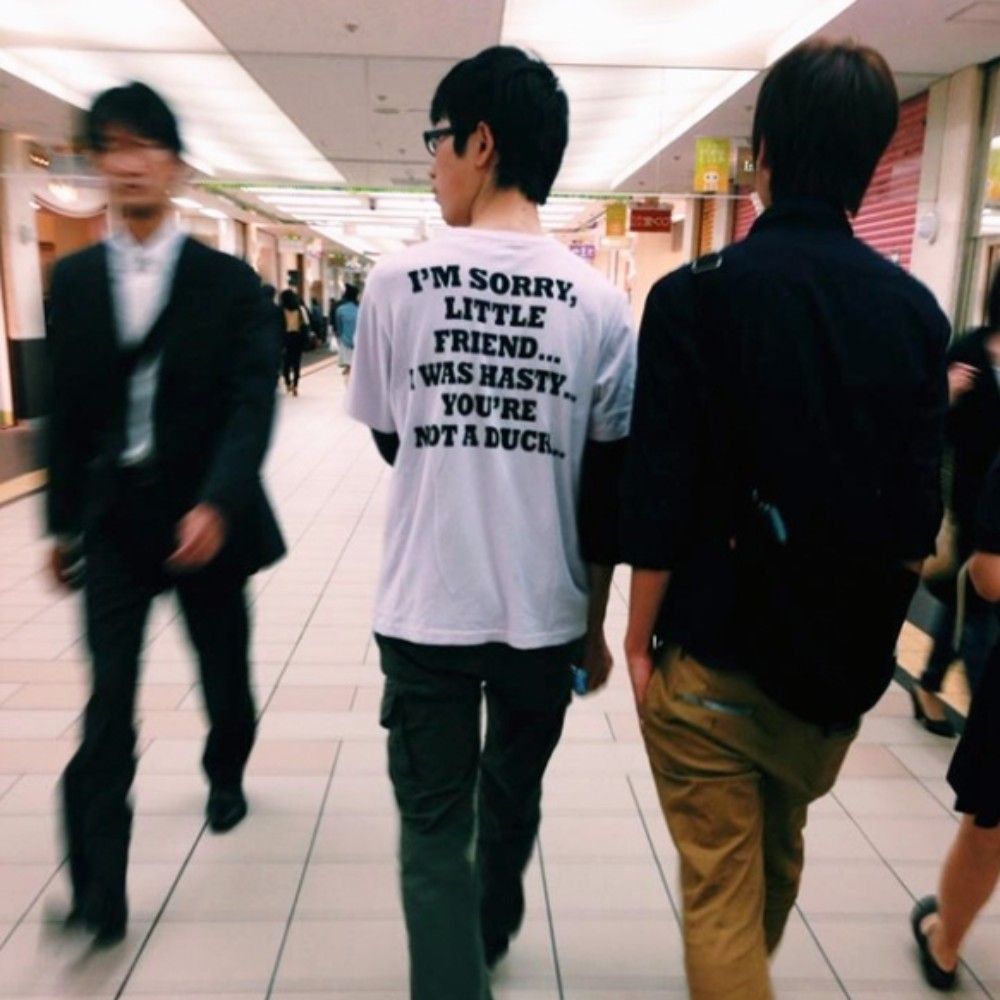 I'M SORRY,
LITTLE
FRIEND...
I WAS HASTY..
YOU'RE
NOT A DUCK...